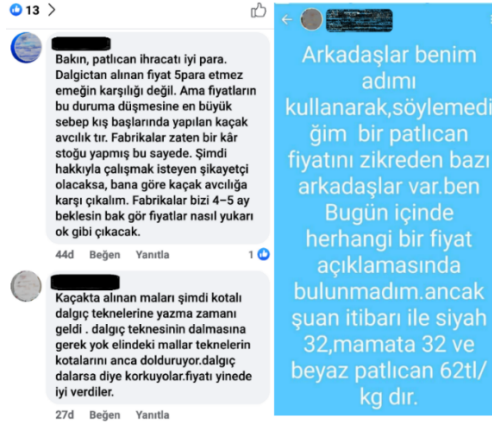 13
Bakın, patlıcan ihracatı iyi para.
Dalgictan alınan fiyat 5para etmez
emeğin karşılığı değil. Ama fiyatların
bu duruma düşmesine en büyük
sebep kış başlarında yapılan kaçak
avcılık tır. Fabrikalar zaten bir kâr
stoğu yapmış bu sayede. Şimdi
hakkıyla çalışmak isteyen şikayetçi
olacaksa, bana göre kaçak avcılığa
karşı çıkalım. Fabrikalar bizi 4-5 ay
beklesin bak gör fiyatlar nasıl yukarı
ok gibi çıkacak.
44d Beğen Yanıtla 1
Kaçakta alınan maları şimdi kotalı
dalgıç teknelerine yazma zamanı
geldi . dalgıç teknesinin dalmasına
gerek yok elindeki mallar teknelerin
kotalarını anca dolduruyor.dalgıç
dalarsa diye korkuyolar.fiyatı yinede
iyi verdiler.
27d Beğen Yanıtla
Arkadaşlar benim
adımı
kullanarak,söylemedi
ğim bir patlıcan
fiyatını zikreden bazı
arkadaşlar var.ben
Bugün içinde
herhangi bir fiyat
açıklamasında
bulunmadım.ancak
şuan itibarı ile siyah
32,mamata 32 ve
beyaz patlıcan 62tl/
kg dır.